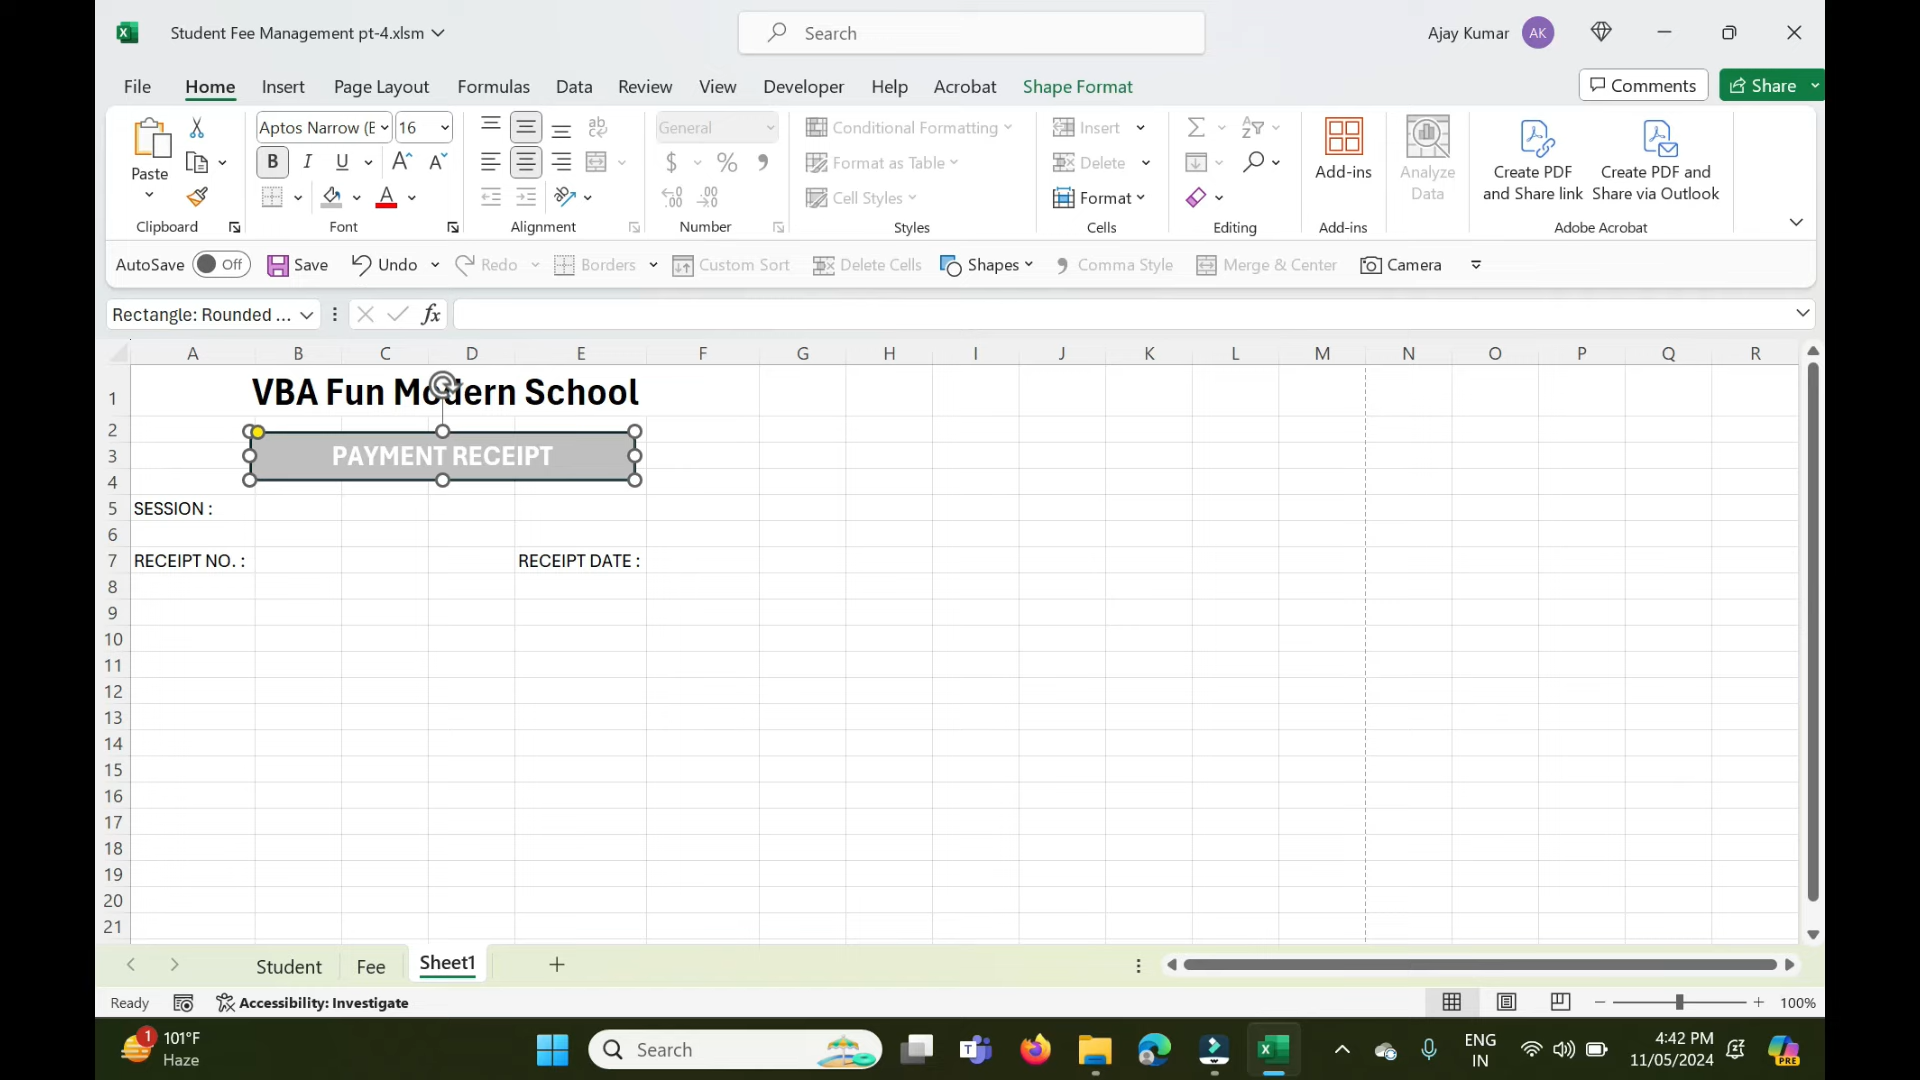 Student Fee Management pt-4.xlsm
Search
Ajay Kumar AK
File Home Insert Page Layout Formulas Data Review View Developer Help Acrobat Shape Format
Comments Share
Paste
Clipboard
Aptos Narrow (E 16
B I U A A
A
Font
ab
Alignment
General
$ % 9
Number
Conditional Formatting
Format as Table
Cell Styles
Styles
Insert
Delete
Format
Cells
Editing
Add-ins
Add-ins
Analyze
Data
Create PDF
and Share link
Create PDF and
Share via Outlook
Adobe Acrobat
AutoSave Off Save Undo Redo Borders Custom Sort Delete Cells Shapes Comma Style Merge & Center Camera
Rectangle: Rounded ... fx
A B C D E F G H I J K L M N O P Q R
1 VBA Fun Modern School
2
3 PAYMENT RECEIPT
4
5 SESSION :
6
7 RECEIPT NO. : RECEIPT DATE :
8
9
10
11
12
13
14
15
16
17
18
19
20
21
Student Fee Sheet1
Ready Accessibility: Investigate 100%
1 101°F
Haze
Search
ENG
IN
4:42 PM
11/05/2024
PRE